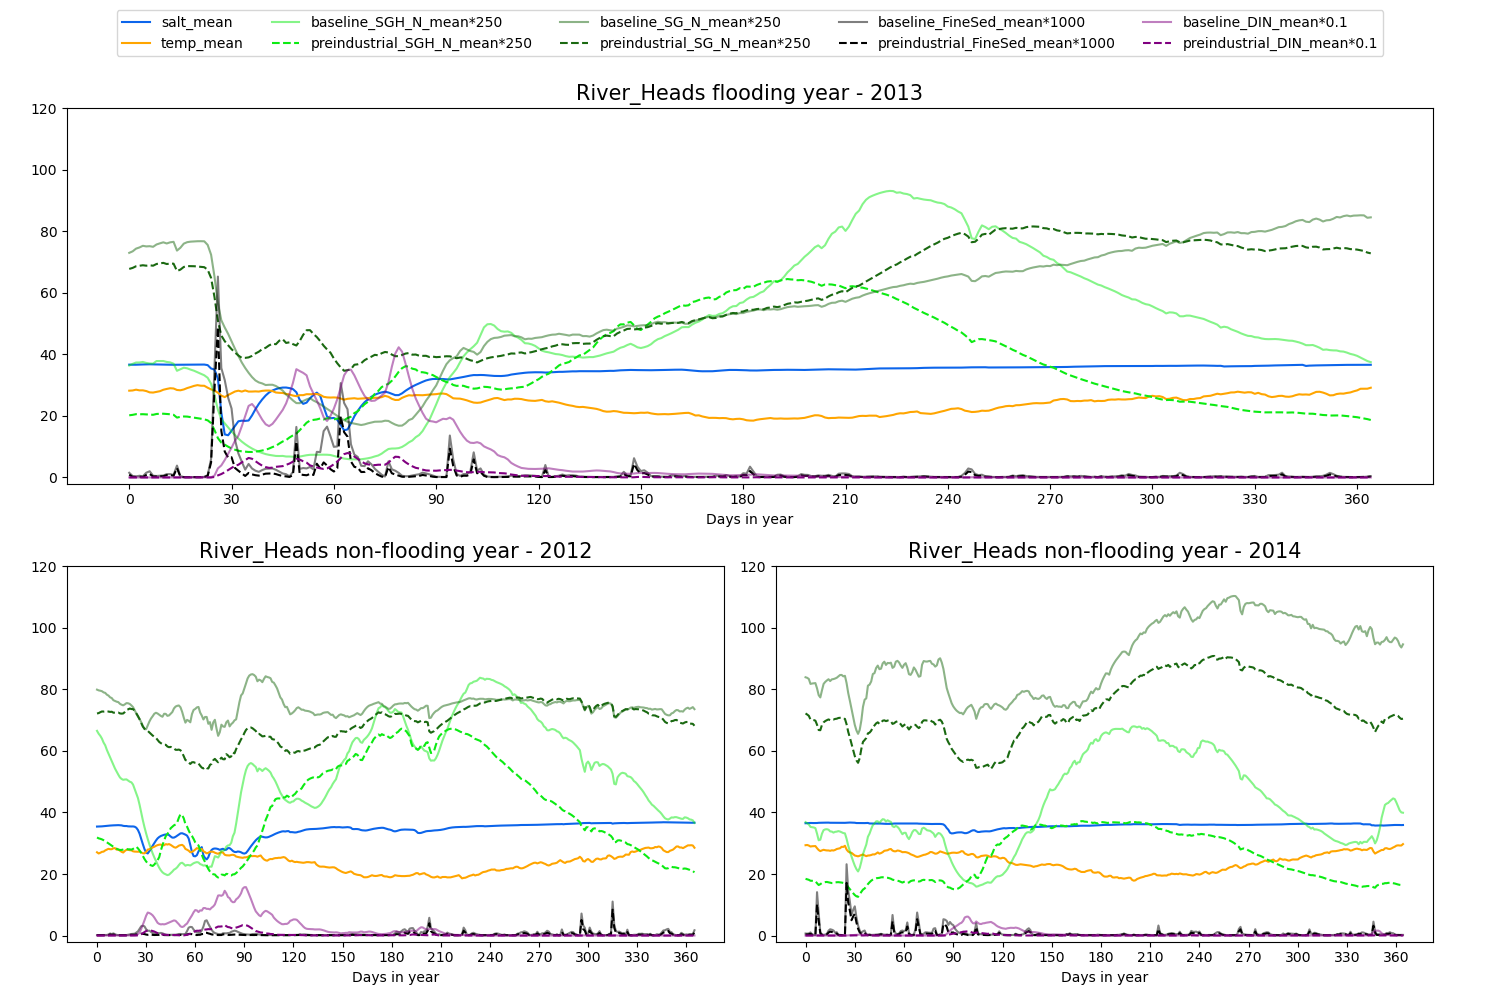 salt_mean baseline_SGH_N_mean*250 baseline_SG_N_mean*250 baseline_FineSed_mean*1000 baseline_DIN_mean*0.1
temp_mean preindustrial_SGH_N_mean*250 preindustrial_SG_N_mean*250 preindustrial_FineSed_mean*1000 preindustrial_DIN_mean*0.1
River_Heads flooding year - 2013
120
100
80
60
40
20
0
0 30 60 90 120 150 180 210 240 270 300 330 360
Days in year
River_Heads non-flooding year - 2012
120
100
80
60
40
20
0
0 30 60 90 120 150 180 210 240 270 300 330 360
Days in year
River_Heads non-flooding year - 2014
120
100
80
60
40
20
0
0 30 60 90 120 150 180 210 240 270 300 330 360
Days in year